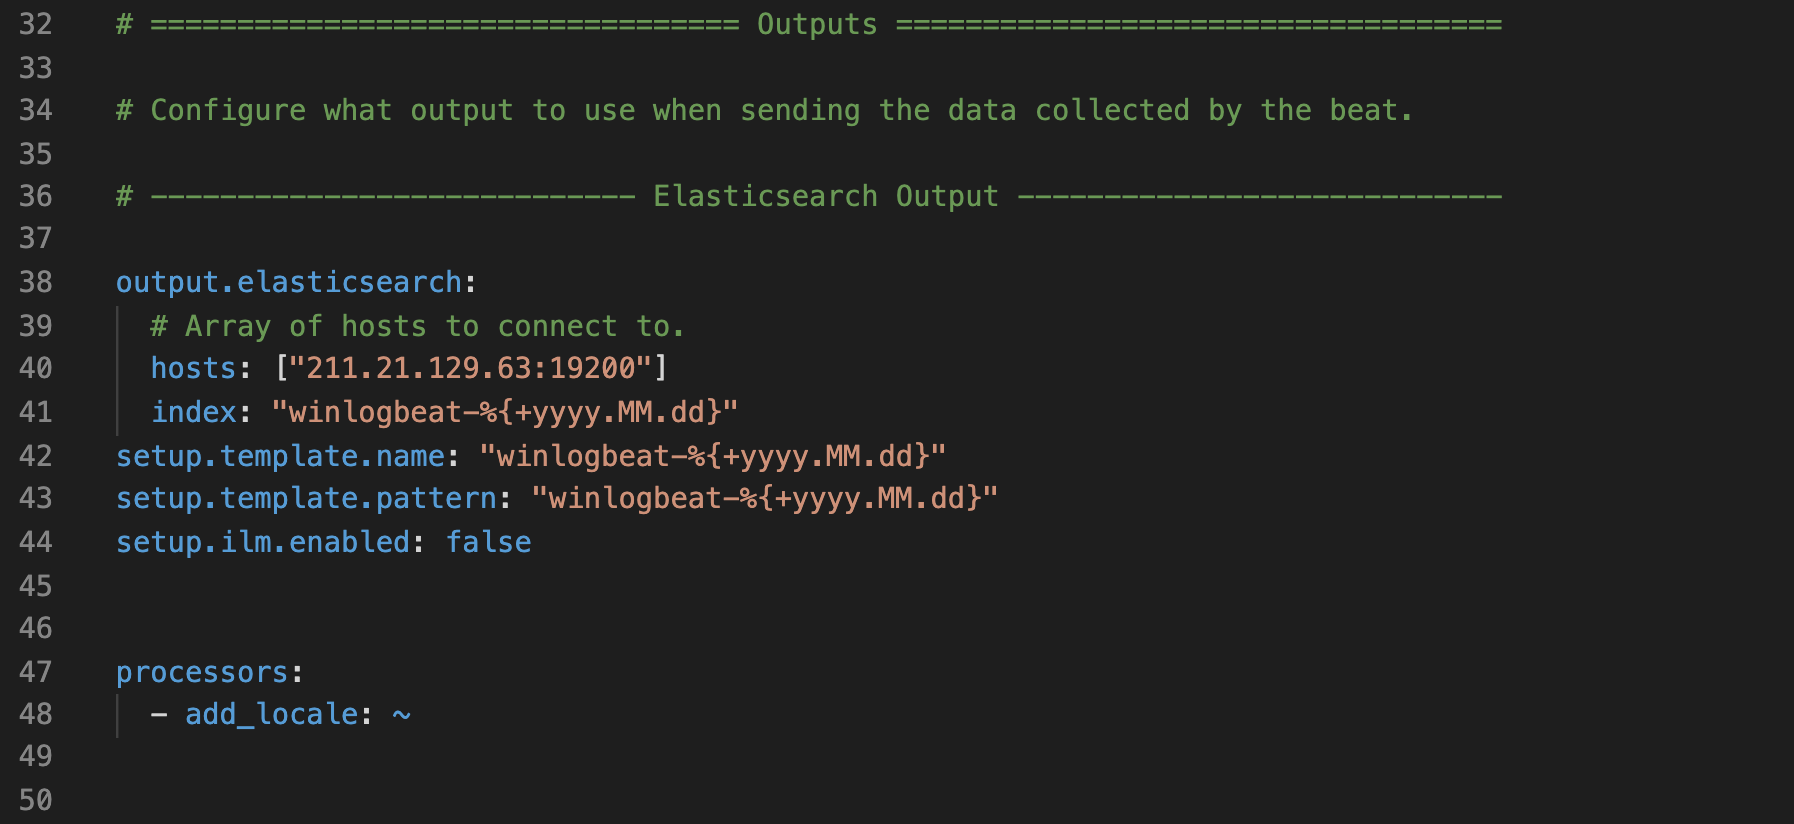 32 # ================================== Outputs ===================================
33
34 # Configure what output to use when sending the data collected by the beat.
35
36 # ---------------------------- Elasticsearch Output ----------------------------
37
38 output.elasticsearch:
39 # Array of hosts to connect to.
40 hosts: ["211.21.129.63:19200"]
41 index: "winlogbeat-%{+yyyy.MM.dd}"
42 setup.template.name: "winlogbeat-%{+yyyy.MM.dd}"
43 setup.template.pattern: "winlogbeat-%{+yyyy.MM.dd}"
44 setup.ilm.enabled: false
45
46
47 processors:
48 - add_locale: ~
49
50